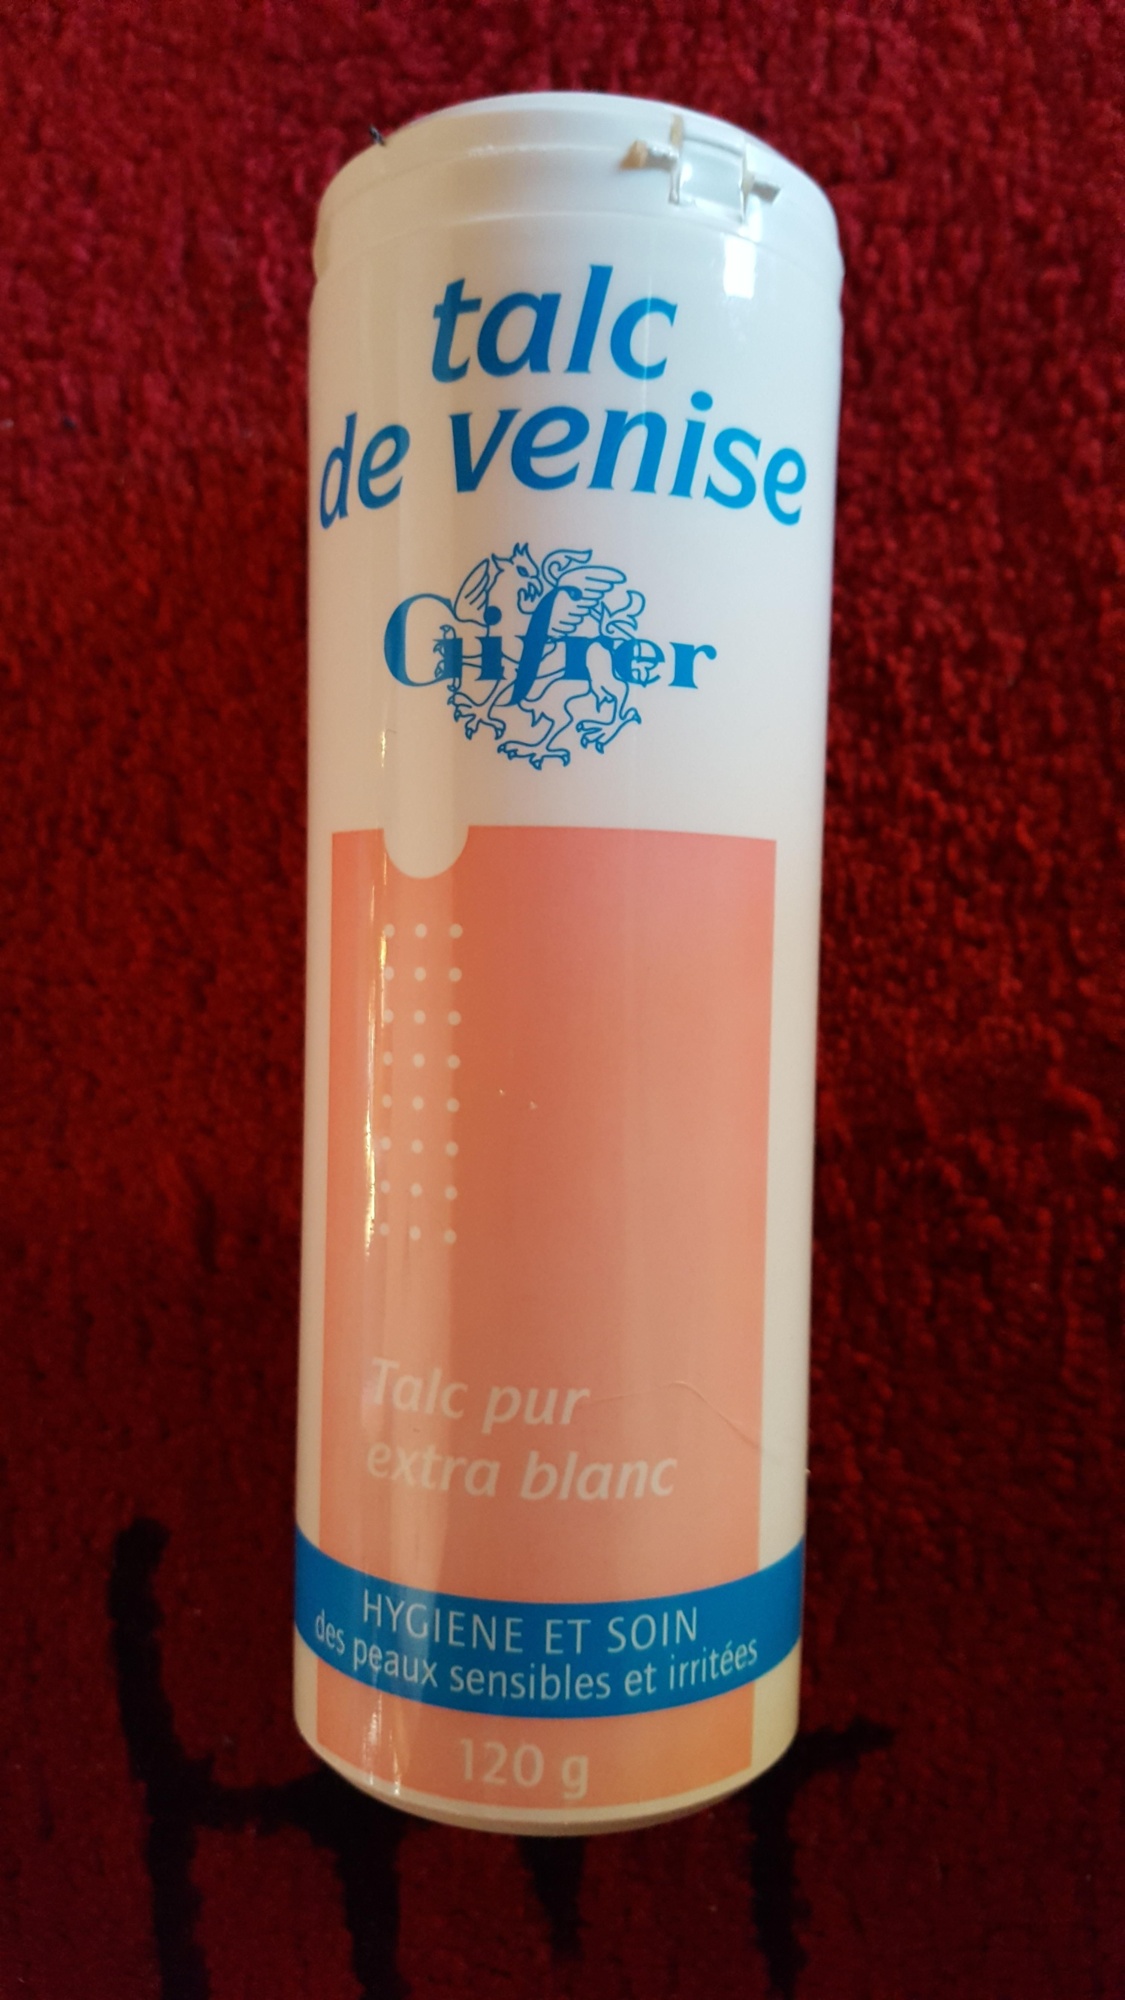 talc
de venise
Gifrer
Talc pur
extra blanc
HYGIENE ET SOIN
des peaux sensibles et irritées
120 g